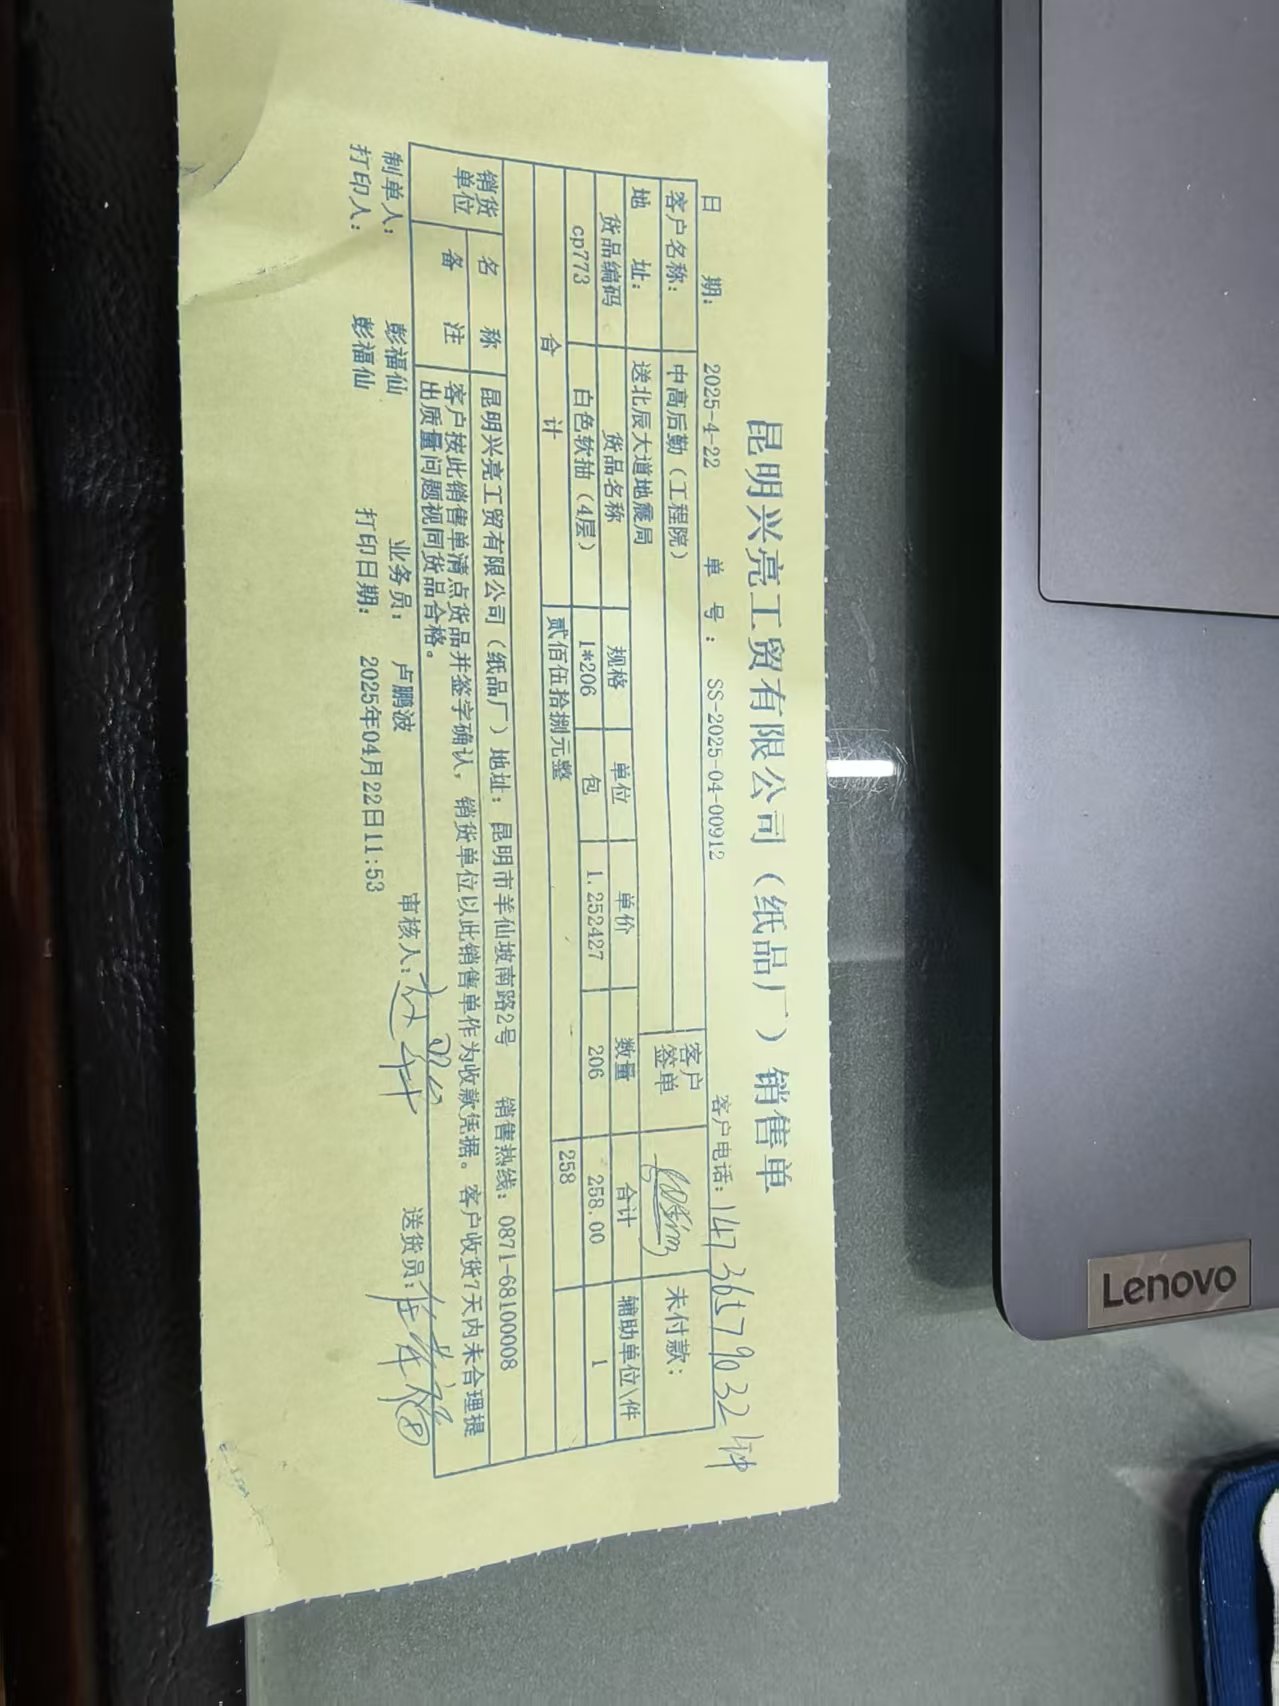 昆明兴亮工贸有限公司（纸品厂）销售单
日 期： 2025-4-22 单 号： SS-2025-04-00912 客户电话：14736579032
客户名称： 中高后勤（工程院） 客户签单 未付款：
地 址： 送北辰大道地震局
货品编码 货品名称 规格 单位 单价 数量 合计 辅助单位\件
cp773 白色软抽（4层） 1*206 包 1.252427 206 258.00 1
合 计 贰佰伍拾捌元整 258
销货单位 名 称 昆明兴亮工贸有限公司（纸品厂）地址：昆明市羊仙坡南路2号 销售热线：0871-68100008
备 注 客户按此销售单清点货品并签字确认，销货单位以此销售单作为收款凭据。客户收货7天内未合理提
出质量问题视同货品合格。
制单人： 彭福仙 业务员： 卢鹏波 审核人： 送货员： ⑧
打印人： 彭福仙 打印日期： 2025年04月22日11:53
Lenovo